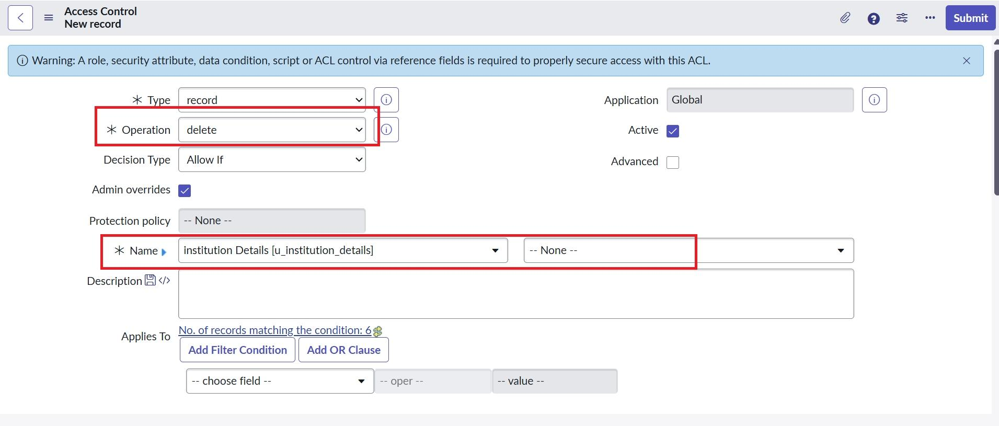 Access Control
New record
Submit
Warning: A role, security attribute, data condition, script or ACL control via reference fields is required to properly secure access with this ACL.
Type record
Application Global
Operation delete
Active
Decision Type Allow If
Advanced
Admin overrides
Protection policy -- None --
Name institution Details [u_institution_details] -- None --
Description </>
Applies To No. of records matching the condition: 6
Add Filter Condition Add OR Clause
-- choose field -- -- oper -- -- value --